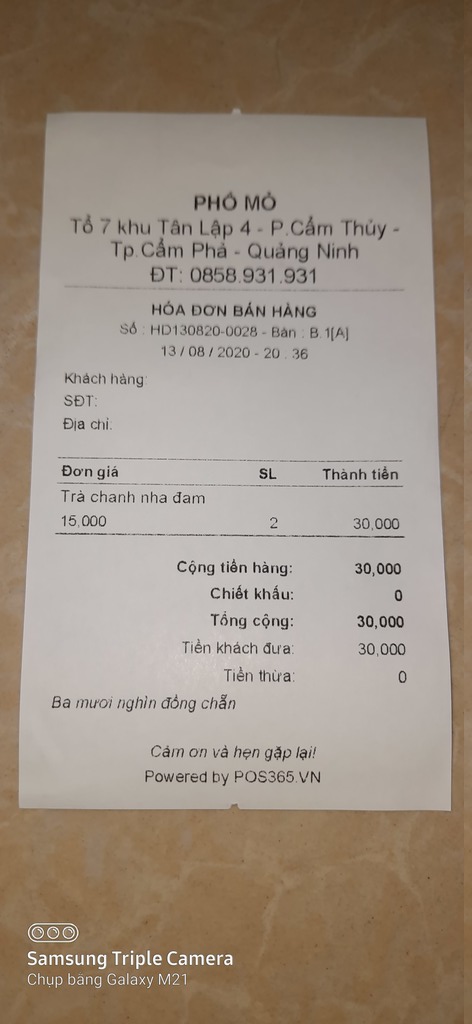 PHỐ MỎ
Tổ 7 khu Tân Lập 4 - P.Cẩm Thủy -
Tp.Cẩm Phả - Quảng Ninh
ĐT: 0858.931.931
HÓA ĐƠN BÁN HÀNG
Số : HD130820-0028 - Bàn : B.1[A]
13 / 08 / 2020 - 20 : 36
Khách hàng:
SĐT:
Địa chỉ:
Đơn giá SL Thành tiền
Trà chanh nha đam
15,000 2 30,000
Cộng tiền hàng: 30,000
Chiết khấu: 0
Tổng cộng: 30,000
Tiền khách đưa: 30,000
Tiền thừa: 0
Ba mươi nghìn đồng chẵn
Cảm ơn và hẹn gặp lại!
Powered by POS365.VN
Samsung Triple Camera
Chụp bằng Galaxy M21